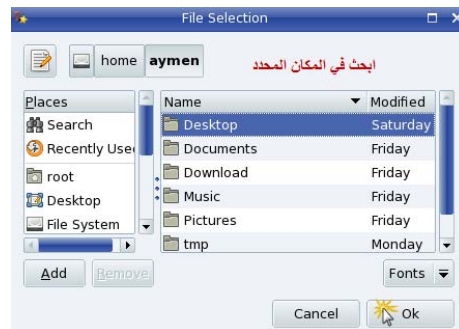 File Selection
home aymen
ابحث في المكان المحدد
Places
Search
Recently Use
root
Desktop
File System
Name Modified
Desktop Saturday
Documents Friday
Download Friday
Music Friday
Pictures Friday
tmp Monday
Add Remove
Fonts
Cancel Ok